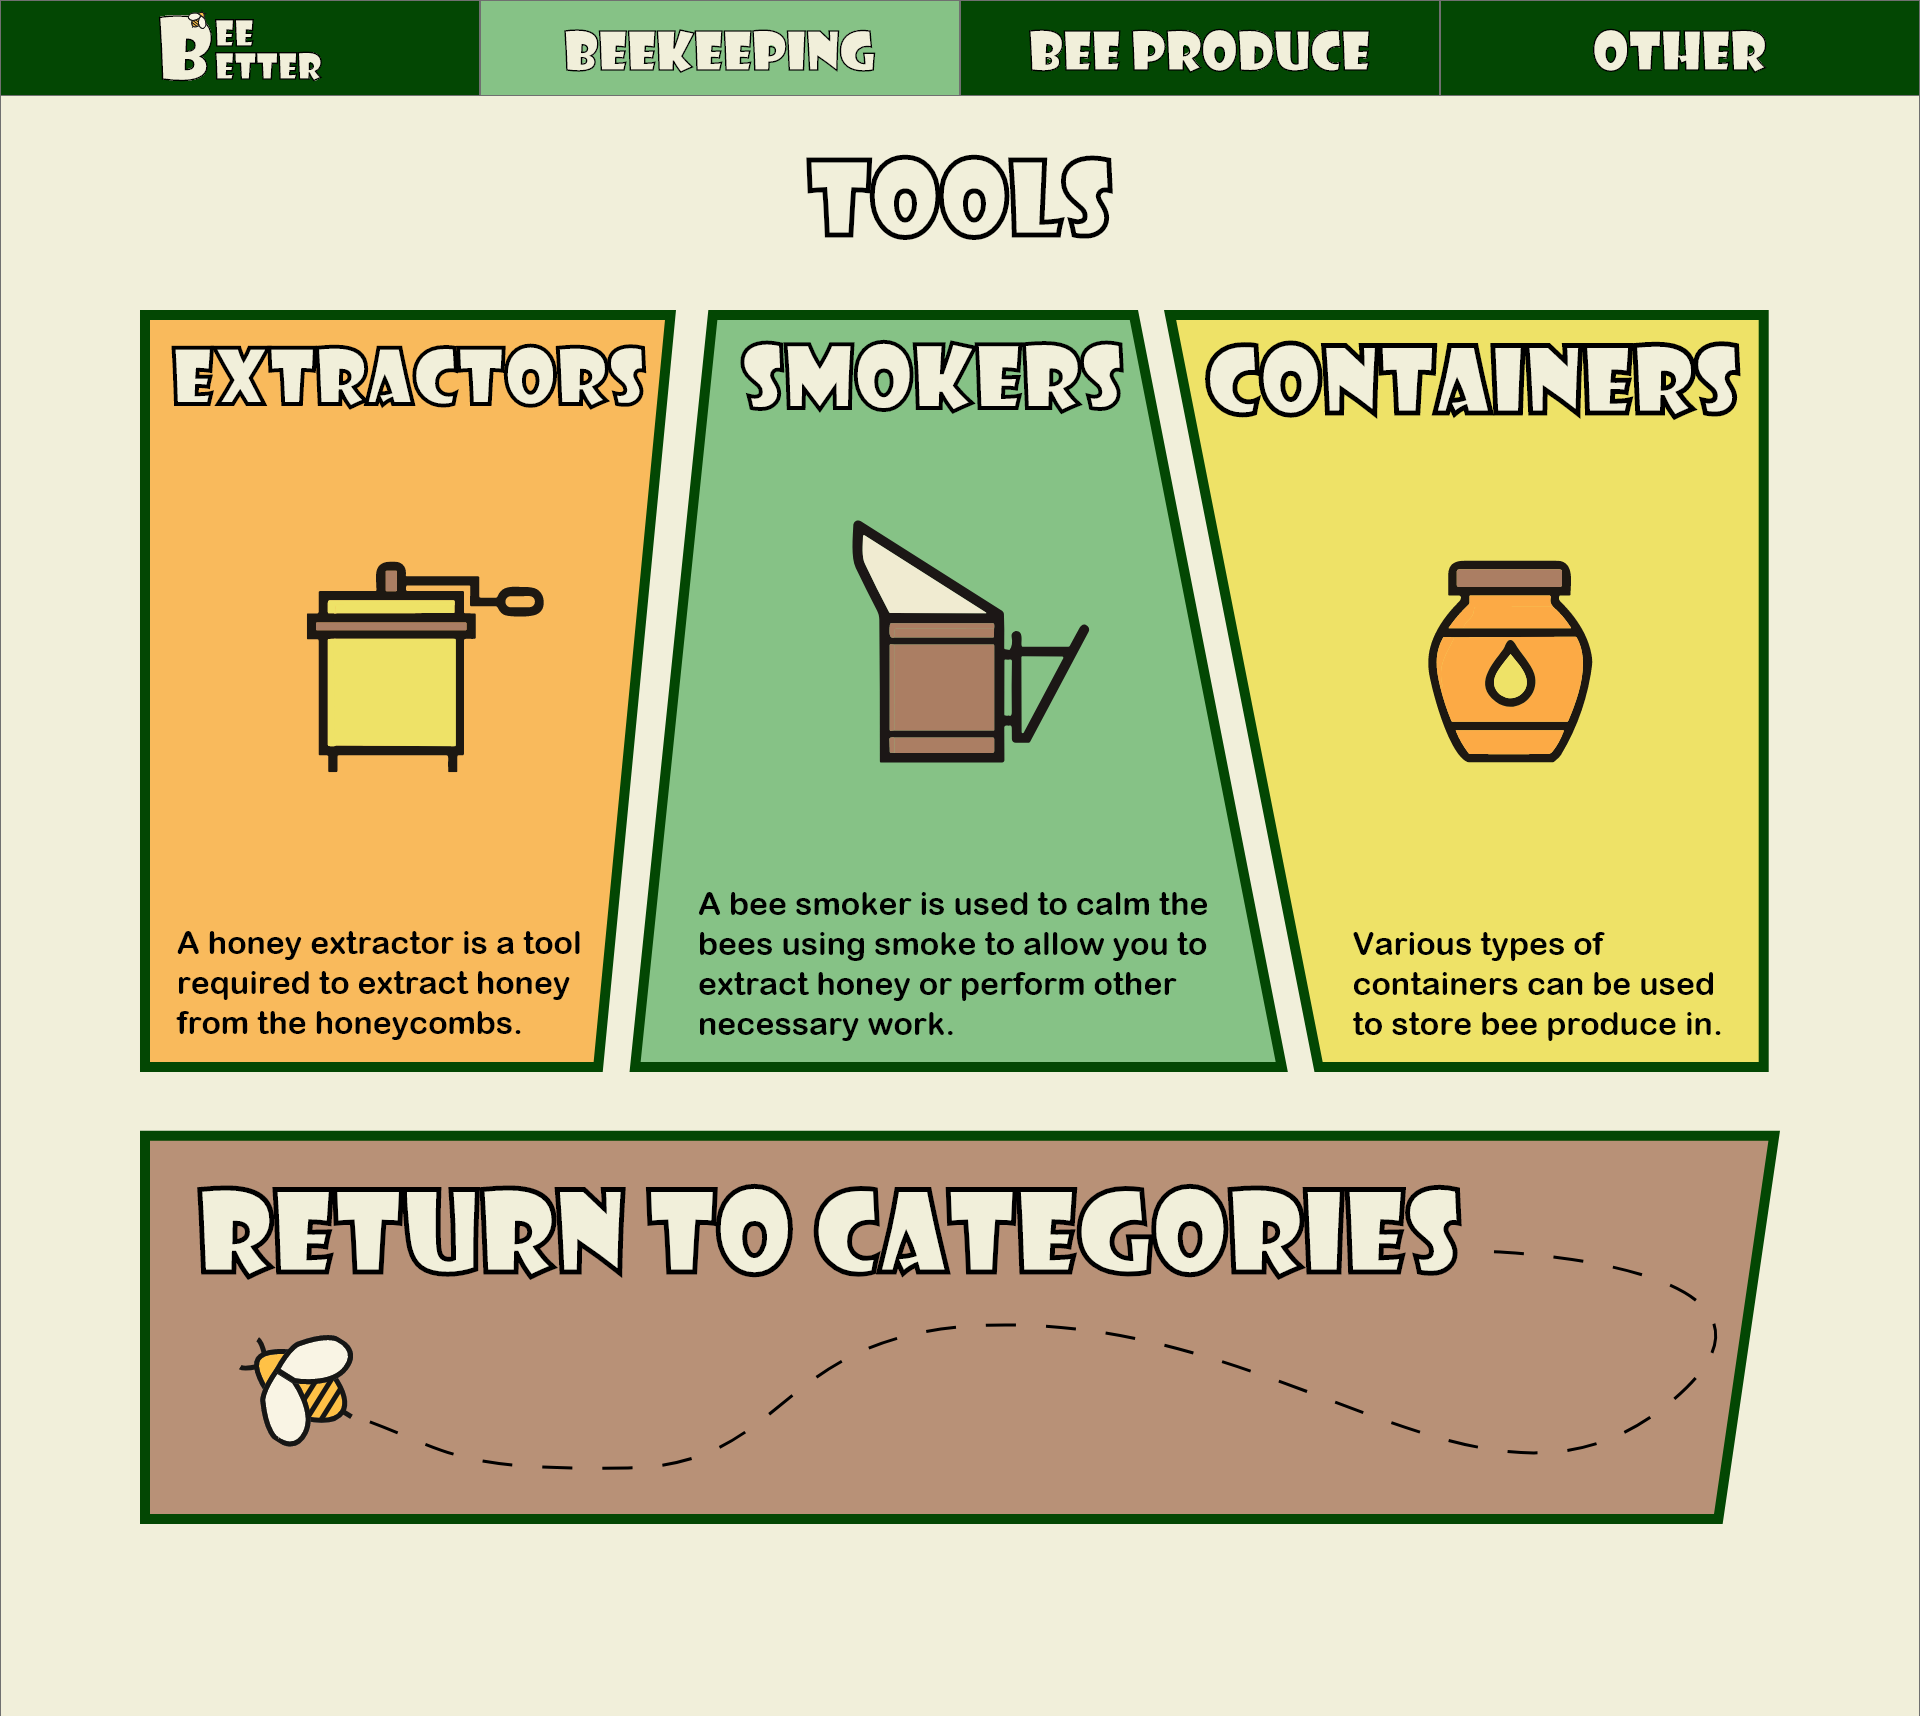 BEE
BETTER
BEEKEEPING
BEE PRODUCE
OTHER
TOOLS
EXTRACTORS
A honey extractor is a tool
required to extract honey
from the honeycombs.
SMOKERS
A bee smoker is used to calm the
bees using smoke to allow you to
extract honey or perform other
necessary work.
CONTAINERS
Various types of
containers can be used
to store bee produce in.
RETURN TO CATEGORIES